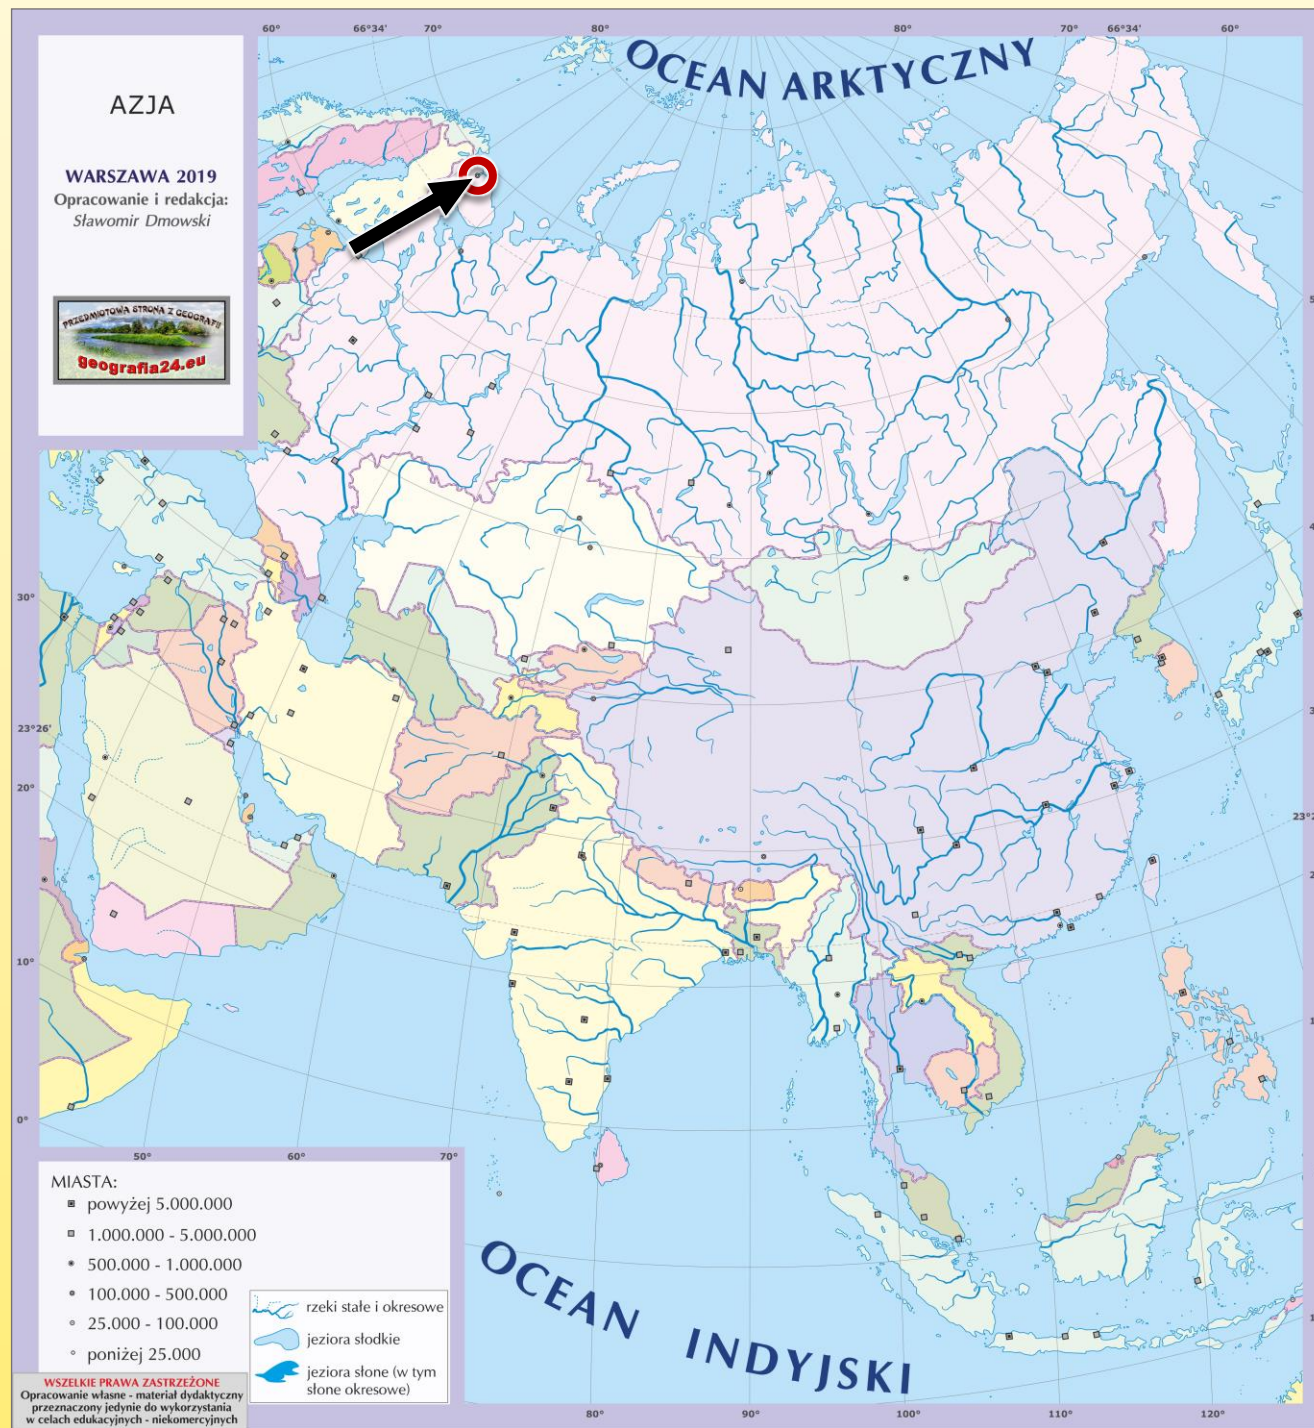 60° 66°34' 70° 80° 80° 70° 66°34' 60°
OCEAN ARKTYCZNY
AZJA
WARSZAWA 2019
Opracowanie i redakcja:
Sławomir Dmowski
PRZEDMIOTOWA STRONA Z GEOGRAFII
geografia24.eu
30°
23°26'
20°
10°
0°
50° 60° 70°
MIASTA:
powyżej 5.000.000
1.000.000 - 5.000.000
500.000 - 1.000.000
100.000 - 500.000
25.000 - 100.000
poniżej 25.000
rzeki stałe i okresowe
jeziora słodkie
jeziora słone (w tym
słone okresowe)
OCEAN INDYJSKI
WSZELKIE PRAWA ZASTRZEŻONE
Opracowanie własne - materiał dydaktyczny
przeznaczony jedynie do wykorzystania
w celach edukacyjnych - niekomercyjnych
80° 90° 100° 110° 120°